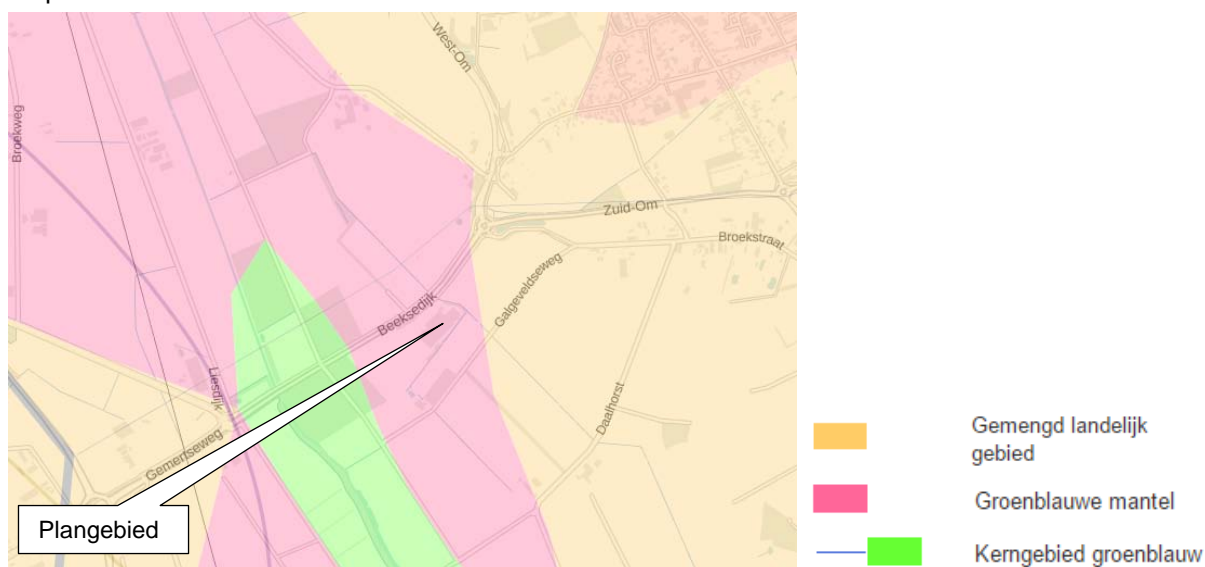 West-Om
Broekweg
Zuid-Om
Broekstraat
Galgeveldseweg
Beeksedijk
Liesdijk
Daalhorst
Gemertseweg
Plangebied
Gemengd landelijk
gebied
Groenblauwe mantel
Kerngebied groenblauw